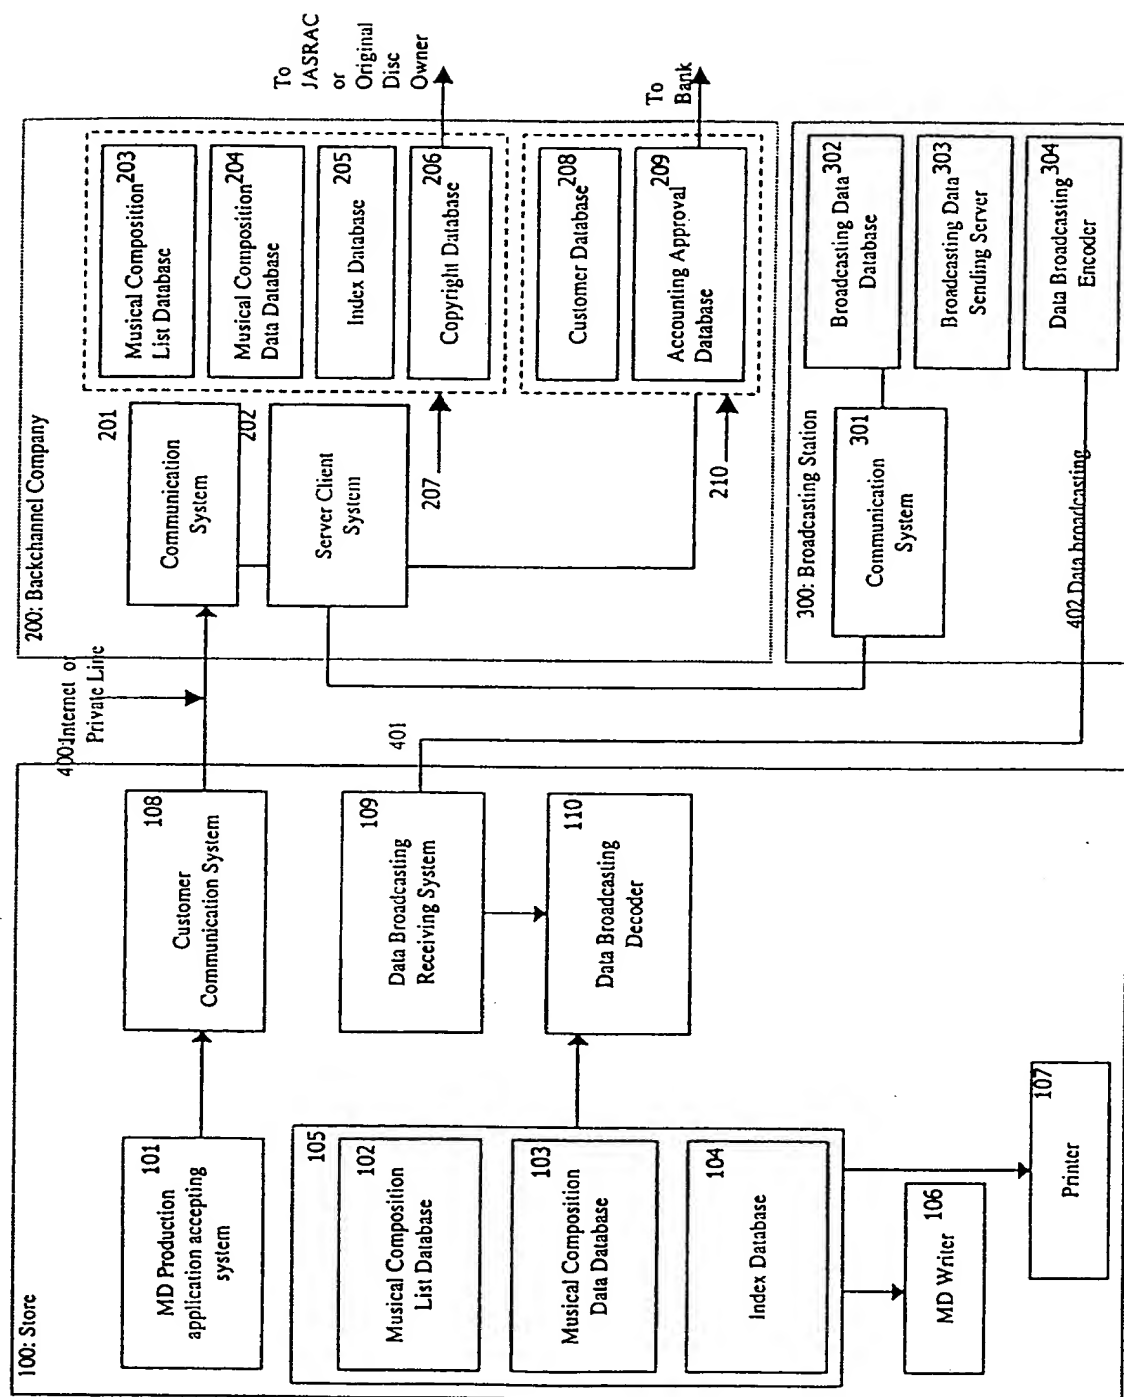 100: Store
101
MD Production
application accepting
system
105
102
Musical Composition
List Database
103
Musical Composition
Data Database
104
Index Database
106
MD Writer
107
Printer
108
Customer
Communication System
109
Data Broadcasting
Receiving System
110
Data Broadcasting
Decoder
400:Internet or
Private Line
401
200: Backchannel Company
201
Communication
System
202
Server Client
System
Musical Composition
List Database
203
Musical Composition
Data Database
204
Index Database
205
Copyright Database
206
207
Customer Database
208
Accounting Approval
Database
209
210
To
JASRAC
or
Original
Disc
Owner
To
Bank
300: Broadcasting Station
301
Communication
System
Broadcasting Data
Database
302
Broadcasting Data
Sending Server
303
Data Broadcasting
Encoder
304
402 Data broadcasting